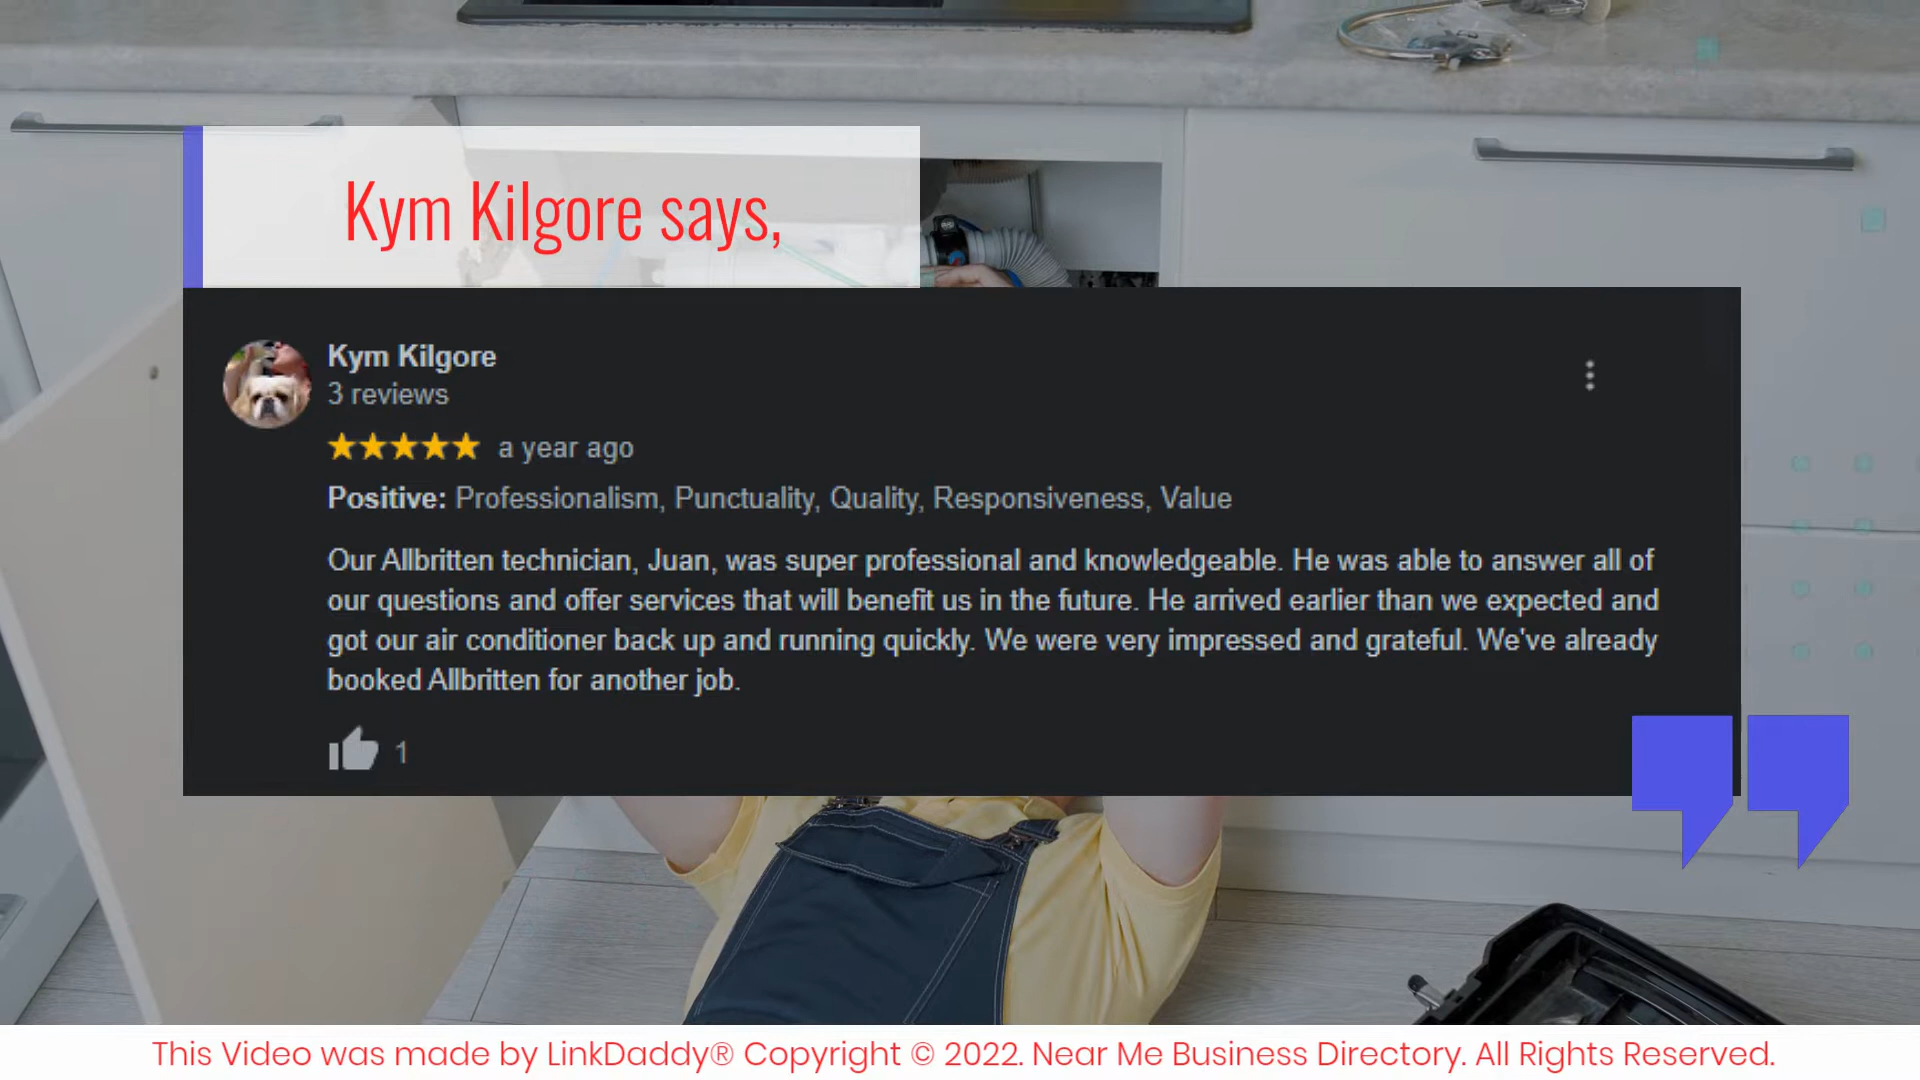 Kym Kilgore says,
Kym Kilgore
3 reviews
a year ago
Positive: Professionalism, Punctuality, Quality, Responsiveness, Value
Our Allbritten technician, Juan, was super professional and knowledgeable. He was able to answer all of
our questions and offer services that will benefit us in the future. He arrived earlier than we expected and
got our air conditioner back up and running quickly. We were very impressed and grateful. We've already
booked Allbritten for another job.
1
This Video was made by LinkDaddy® Copyright © 2022. Near Me Business Directory. All Rights Reserved.